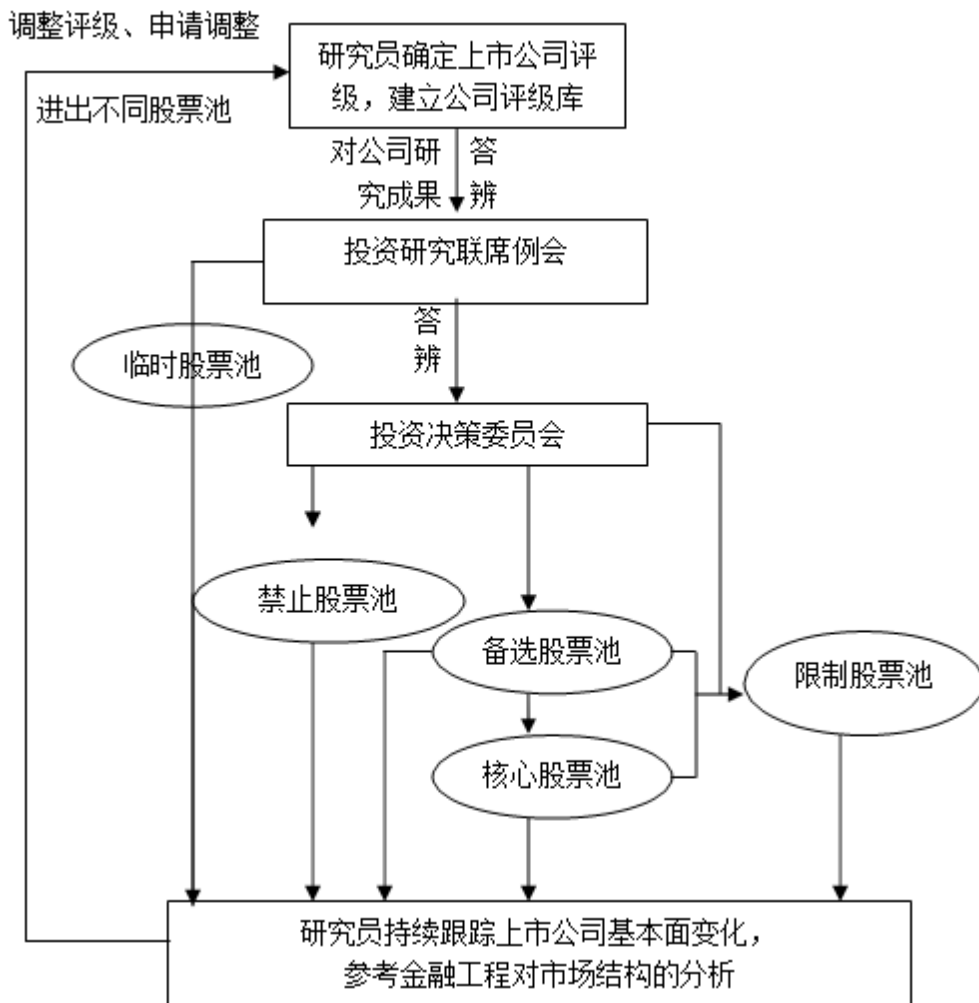 调整评级、申请调整
进出不同股票池
研究员确定上市公司评
级，建立公司评级库
对公司研
究成果
答
辨
投资研究联席例会
答
辨
临时股票池
投资决策委员会
禁止股票池
备选股票池
限制股票池
核心股票池
研究员持续跟踪上市公司基本面变化，
参考金融工程对市场结构的分析